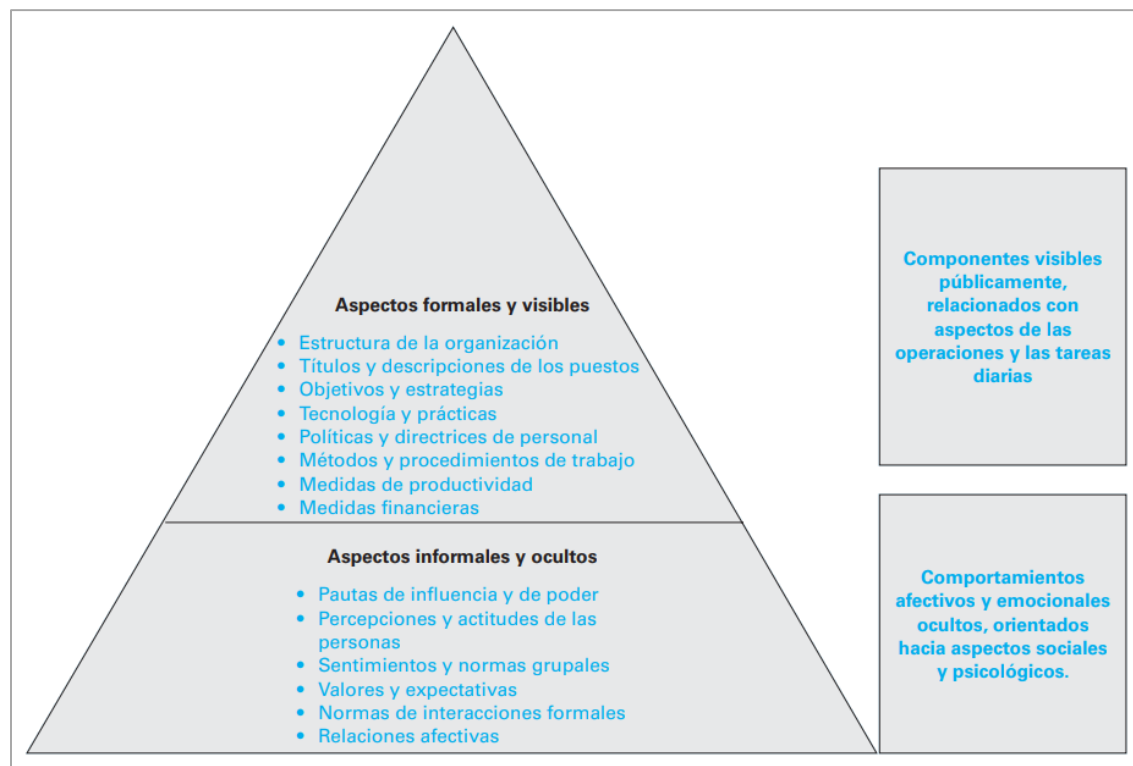 Aspectos formales y visibles
• Estructura de la organización
• Títulos y descripciones de los puestos
• Objetivos y estrategias
• Tecnología y prácticas
• Políticas y directrices de personal
• Métodos y procedimientos de trabajo
• Medidas de productividad
• Medidas financieras
Componentes visibles
públicamente,
relacionados con
aspectos de las
operaciones y las tareas
diarias
Aspectos informales y ocultos
• Pautas de influencia y de poder
• Percepciones y actitudes de las
personas
• Sentimientos y normas grupales
• Valores y expectativas
• Normas de interacciones formales
• Relaciones afectivas
Comportamientos
afectivos y emocionales
ocultos, orientados
hacia aspectos sociales
y psicológicos.